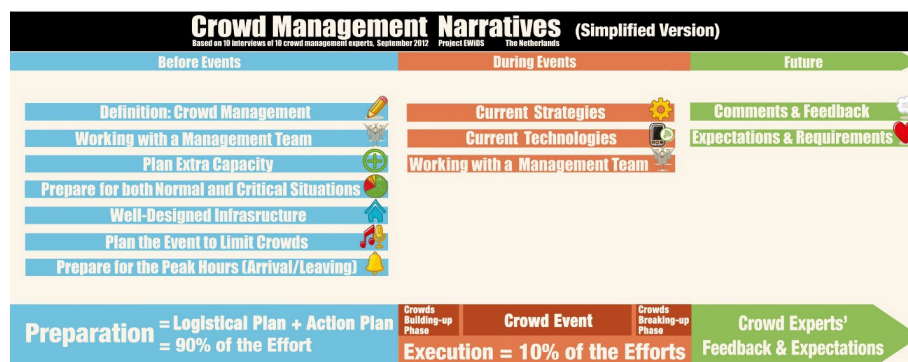 Crowd Management Narratives (Simplified Version)
Based on 10 interviews of 10 crowd management experts, September 2012 Project EWiDS The Netherlands
Before Events
During Events
Future
Definition: Crowd Management
Working with a Management Team
Plan Extra Capacity
Prepare for both Normal and Critical Situations
Well-Designed Infrasructure
Plan the Event to Limit Crowds
Prepare for the Peak Hours (Arrival/Leaving)
Current Strategies
Current Technologies
Working with a Management Team
Comments & Feedback
Expectations & Requirements
Preparation
= Logistical Plan + Action Plan
= 90% of the Effort
Crowds
Building-up
Phase
Crowd Event
Crowds
Breaking-up
Phase
Execution = 10% of the Efforts
Crowd Experts'
Feedback & Expectations